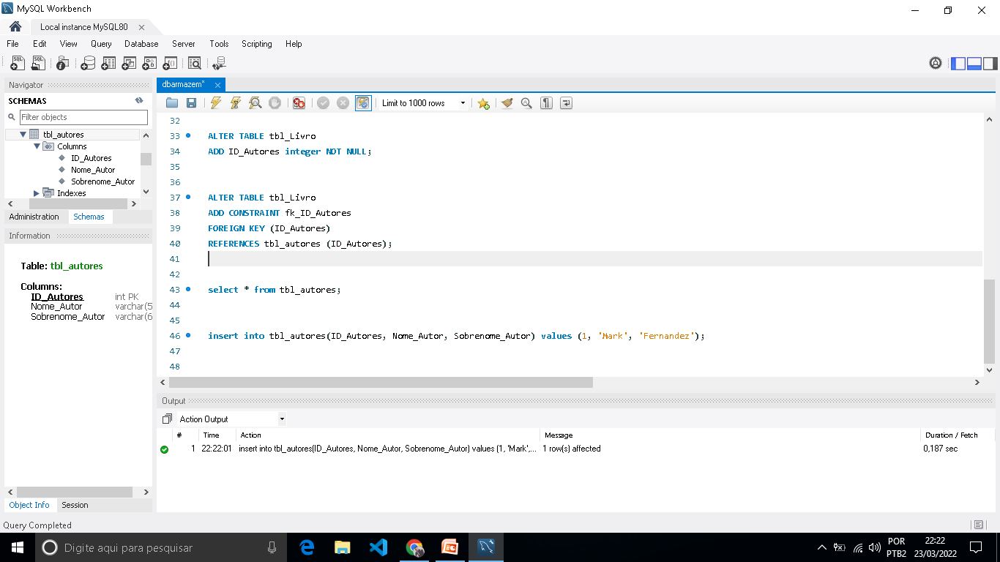 MySQL Workbench
Local instance MySQL80
File Edit View Query Database Server Tools Scripting Help
Navigator
SCHEMAS
Filter objects
tbl_autores
Columns
ID_Autores
Nome_Autor
Sobrenome_Autor
Indexes
Administration Schemas
Information
Table: tbl_autores
Columns:
ID_Autores int PK
Nome_Autor varchar(5
Sobrenome_Autor varchar(6
Object Info Session
dbarmazem*
Limit to 1000 rows
32
33 ALTER TABLE tbl_Livro
34 ADD ID_Autores integer NOT NULL;
35
36
37 ALTER TABLE tbl_Livro
38 ADD CONSTRAINT fk_ID_Autores
39 FOREIGN KEY (ID_Autores)
40 REFERENCES tbl_autores (ID_Autores);
41
42
43 select * from tbl_autores;
44
45
46 insert into tbl_autores(ID_Autores, Nome_Autor, Sobrenome_Autor) values (1, 'Mark', 'Fernandez');
47
48
Output
Action Output
# Time Action Message Duration / Fetch
1 22:22:01 insert into tbl_autores(ID_Autores, Nome_Autor, Sobrenome_Autor) values (1, 'Mark',... 1 row(s) affected 0,187 sec
Query Completed
Digite aqui para pesquisar
POR
PTB2
22:22
23/03/2022